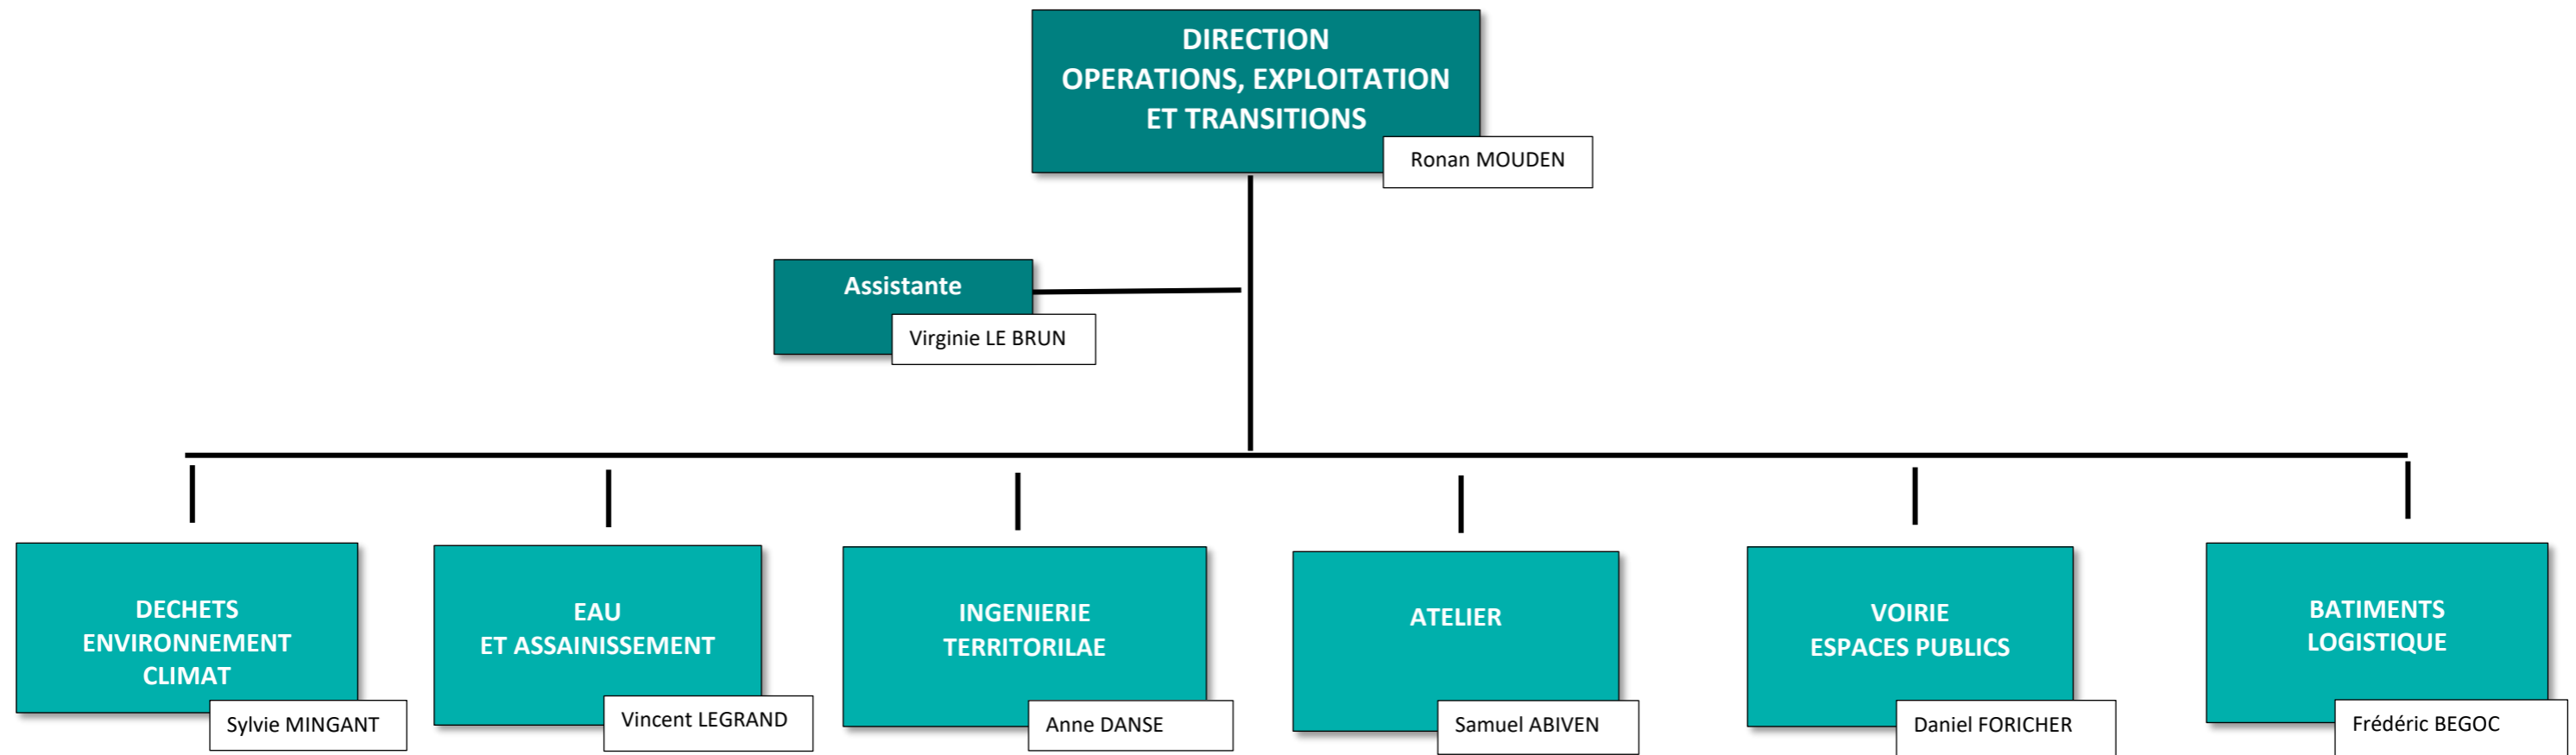 DIRECTION
OPERATIONS, EXPLOITATION
ET TRANSITIONS
Ronan MOUDEN
Assistante
Virginie LE BRUN
DECHETS
ENVIRONNEMENT
CLIMAT
Sylvie MINGANT
EAU
ET ASSAINISSEMENT
Vincent LEGRAND
INGENIERIE
TERRITORILAE
Anne DANSE
ATELIER
Samuel ABIVEN
VOIRIE
ESPACES PUBLICS
Daniel FORICHER
BATIMENTS
LOGISTIQUE
Frédéric BEGOC